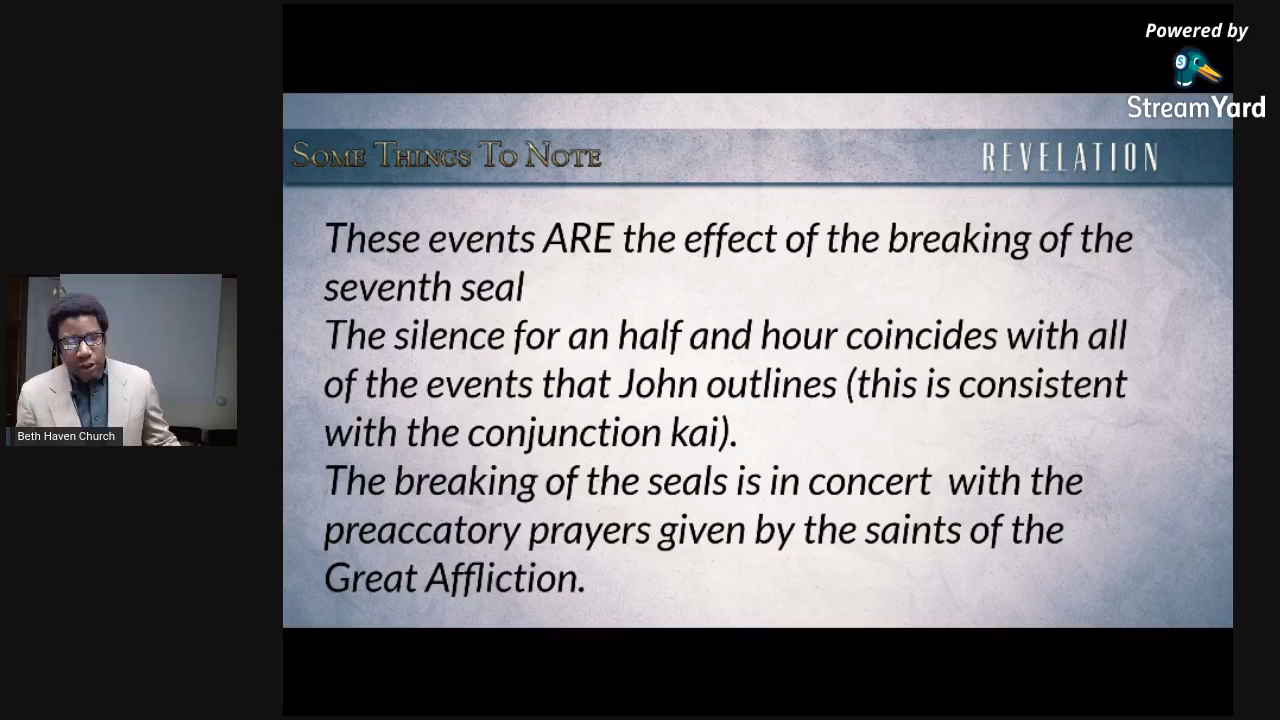 Powered by
StreamYard
SOME THINGS TO NOTE
REVELATION
These events ARE the effect of the breaking of the
seventh seal
The silence for an half and hour coincides with all
of the events that John outlines (this is consistent
with the conjunction kai).
The breaking of the seals is in concert with the
preaccatory prayers given by the saints of the
Great Affliction.
Beth Haven Church